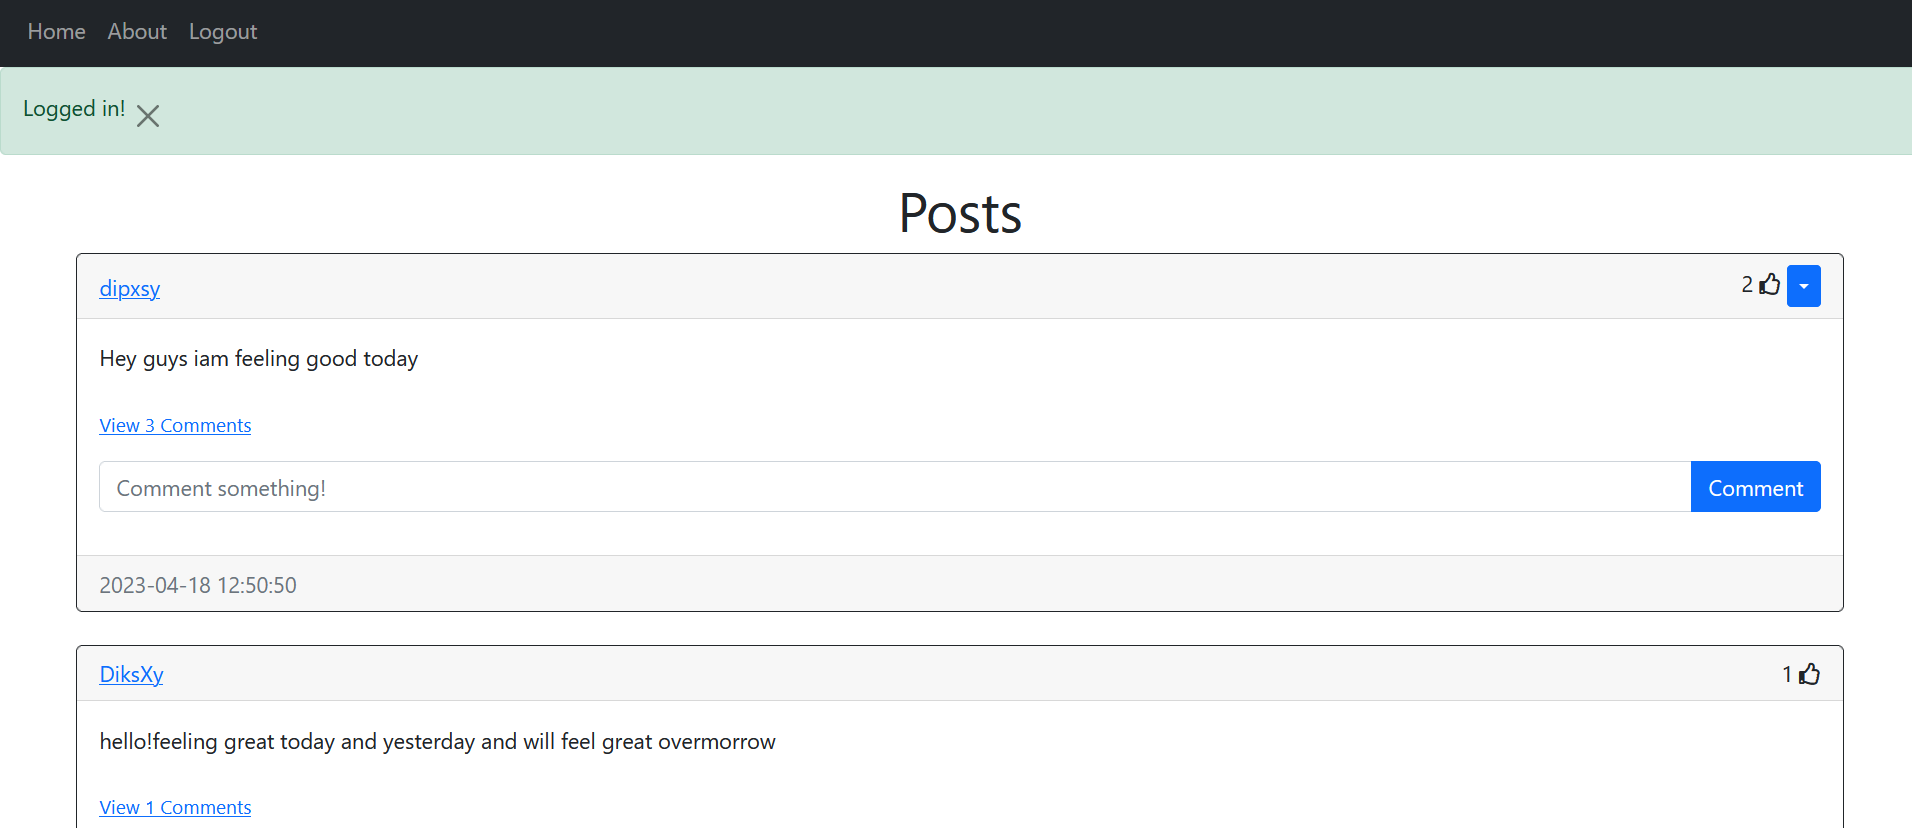 Home About Logout
Logged in!
Posts
dipxsy 2
Hey guys iam feeling good today
View 3 Comments
Comment something! Comment
2023-04-18 12:50:50
DiksXy 1
hello!feeling great today and yesterday and will feel great overmorrow
View 1 Comments